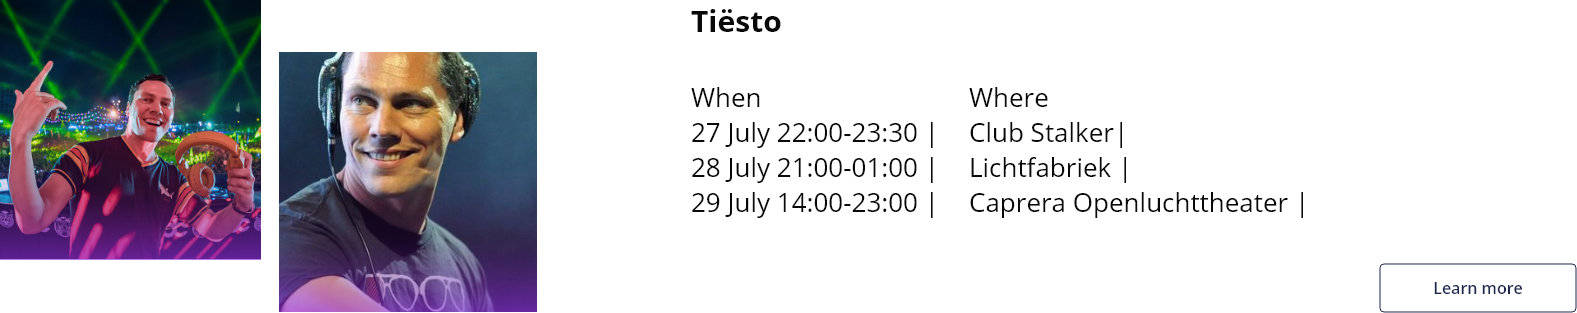 Tiësto
When
27 July 22:00-23:30 |
28 July 21:00-01:00 |
29 July 14:00-23:00 |
Where
Club Stalker|
Lichtfabriek |
Caprera Openluchttheater |
Learn more